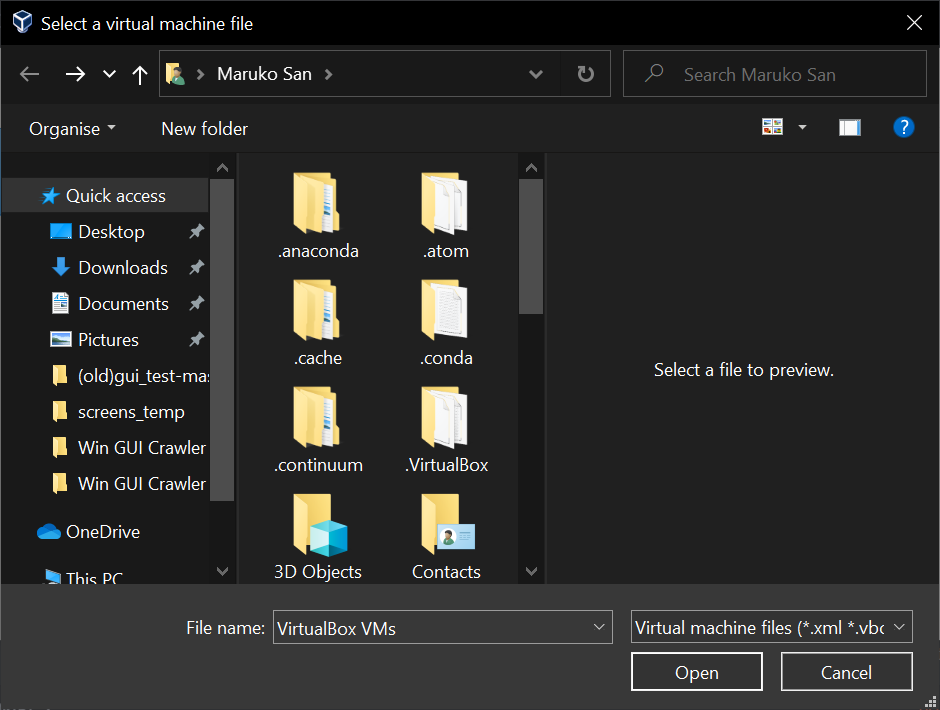 Select a virtual machine file
Maruko San
Search Maruko San
Organise
New folder
?
Quick access
Desktop
Downloads
Documents
Pictures
(old)gui_test-mas
screens_temp
Win GUI Crawler
Win GUI Crawler
OneDrive
This PC
.anaconda
.atom
.cache
.conda
.continuum
.VirtualBox
3D Objects
Contacts
Select a file to preview.
File name:
VirtualBox VMs
Virtual machine files (*.xml *.vbo
Open
Cancel